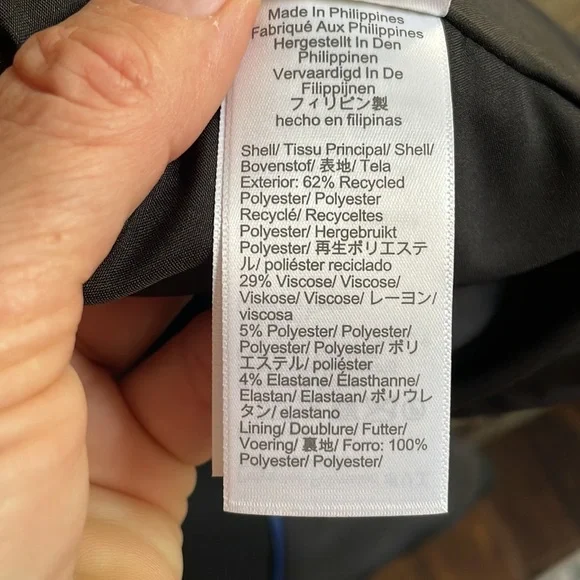 Made In Philippines
Fabriqué Aux Philippines
Hergestellt In Den
Philippinen
Vervaardigd In De
Filippijnen
フィリピン製
hecho en filipinas
Shell/ Tissu Principal/ Shell/
Bovenstof/ 表地/ Tela
Exterior: 62% Recycled
Polyester/ Polyester
Recyclé/ Recyceltes
Polyester/ Hergebruikt
Polyester/ 再生ポリエステ
ル/ poliéster reciclado
29% Viscose/ Viscose/
Viskose/ Viscose/ レーヨン/
viscosa
5% Polyester/ Polyester/
Polyester/ Polyester/ ポリ
エステル/ poliéster
4% Elastane/ Élasthanne/
Elastan/ Elastaan/ ポリウレ
タン/ elastano
Lining/ Doublure/ Futter/
Voering/ 裏地/ Forro: 100%
Polyester/ Polyester/